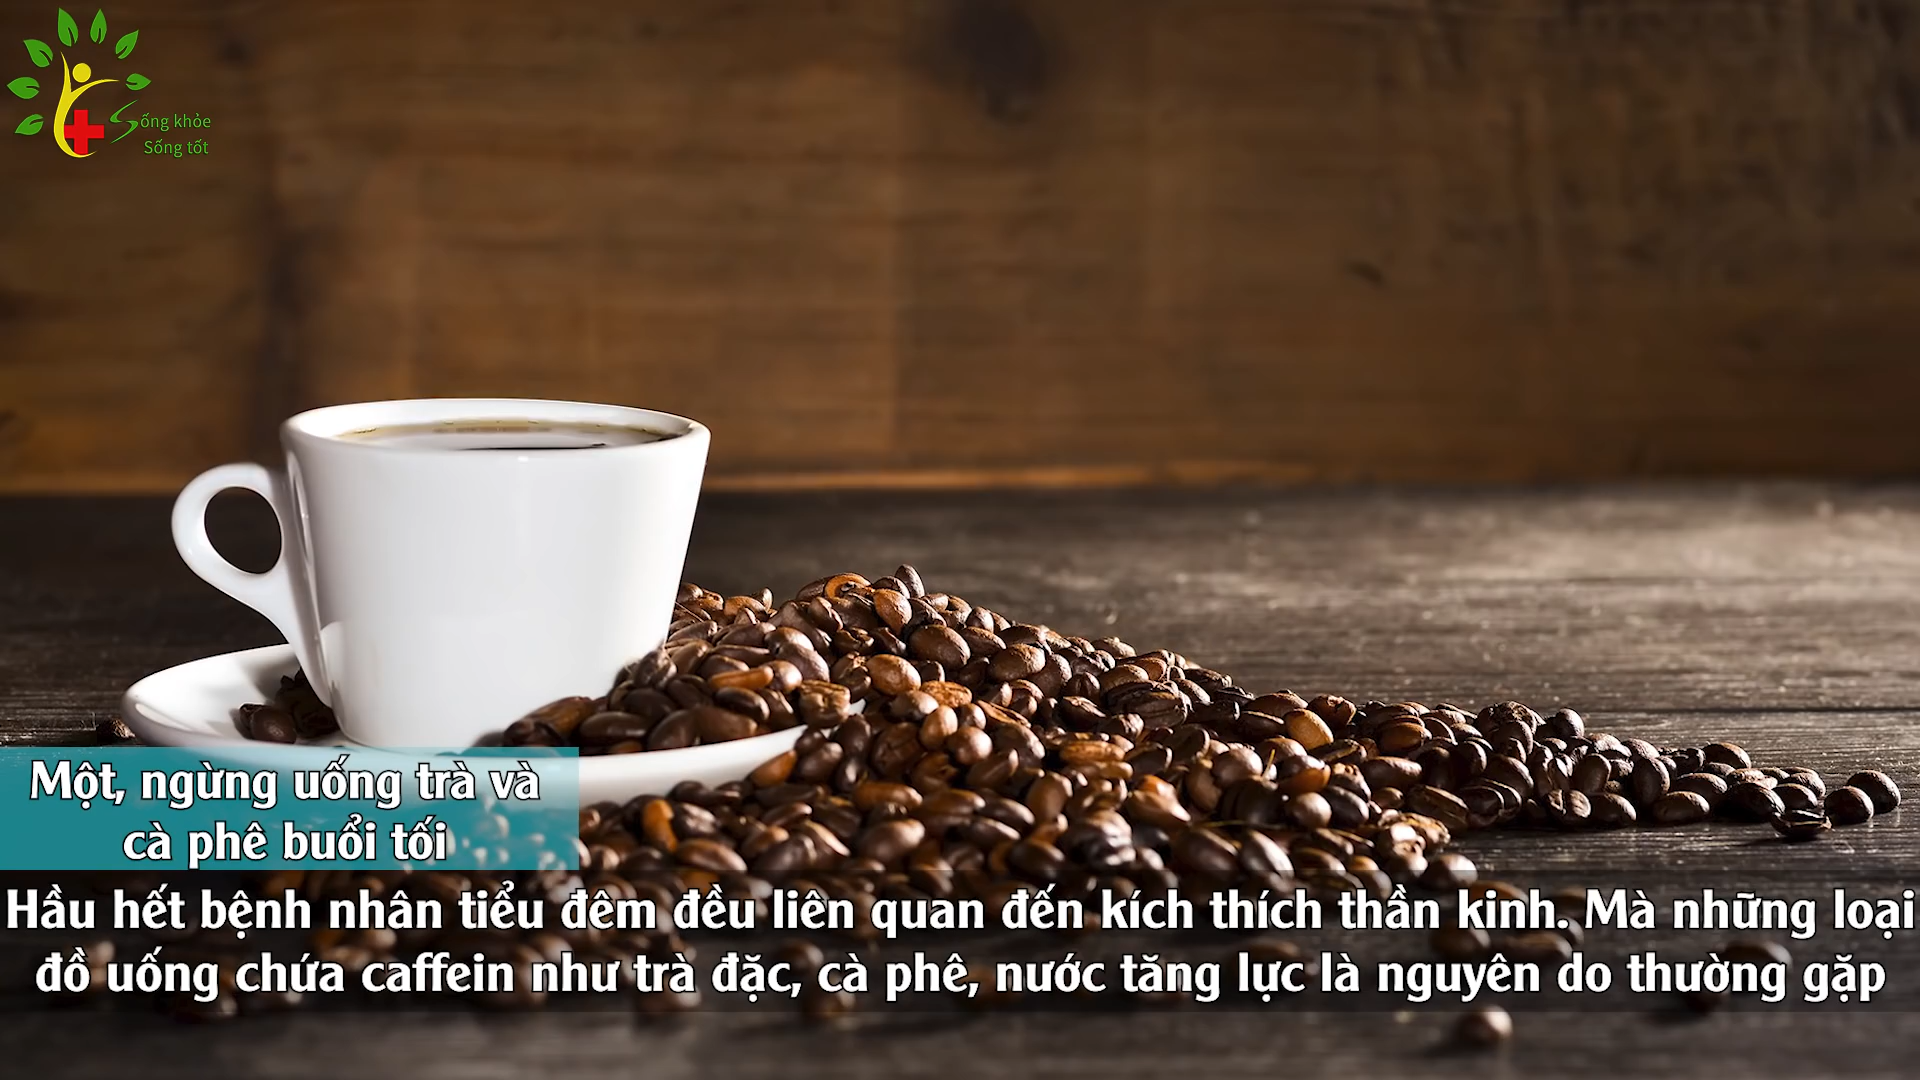 Sống khỏe
Sống tốt
Một, ngừng uống trà và
cà phê buổi tối
Hầu hết bệnh nhân tiểu đêm đều liên quan đến kích thích thần kinh. Mà những loại
đồ uống chứa caffein như trà đặc, cà phê, nước tăng lực là nguyên do thường gặp